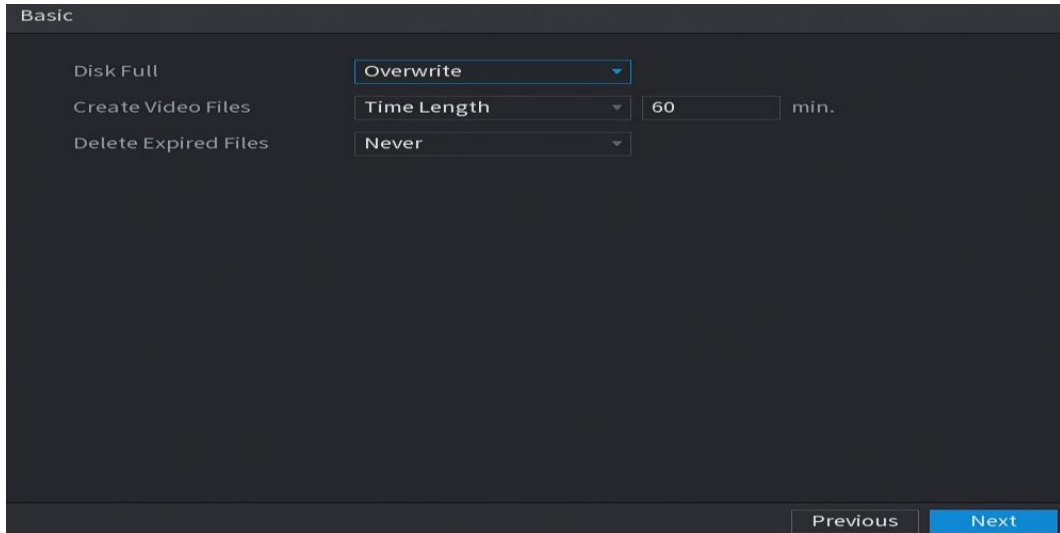 Basic
Disk Full Overwrite
Create Video Files Time Length 60 min.
Delete Expired Files Never
Previous Next